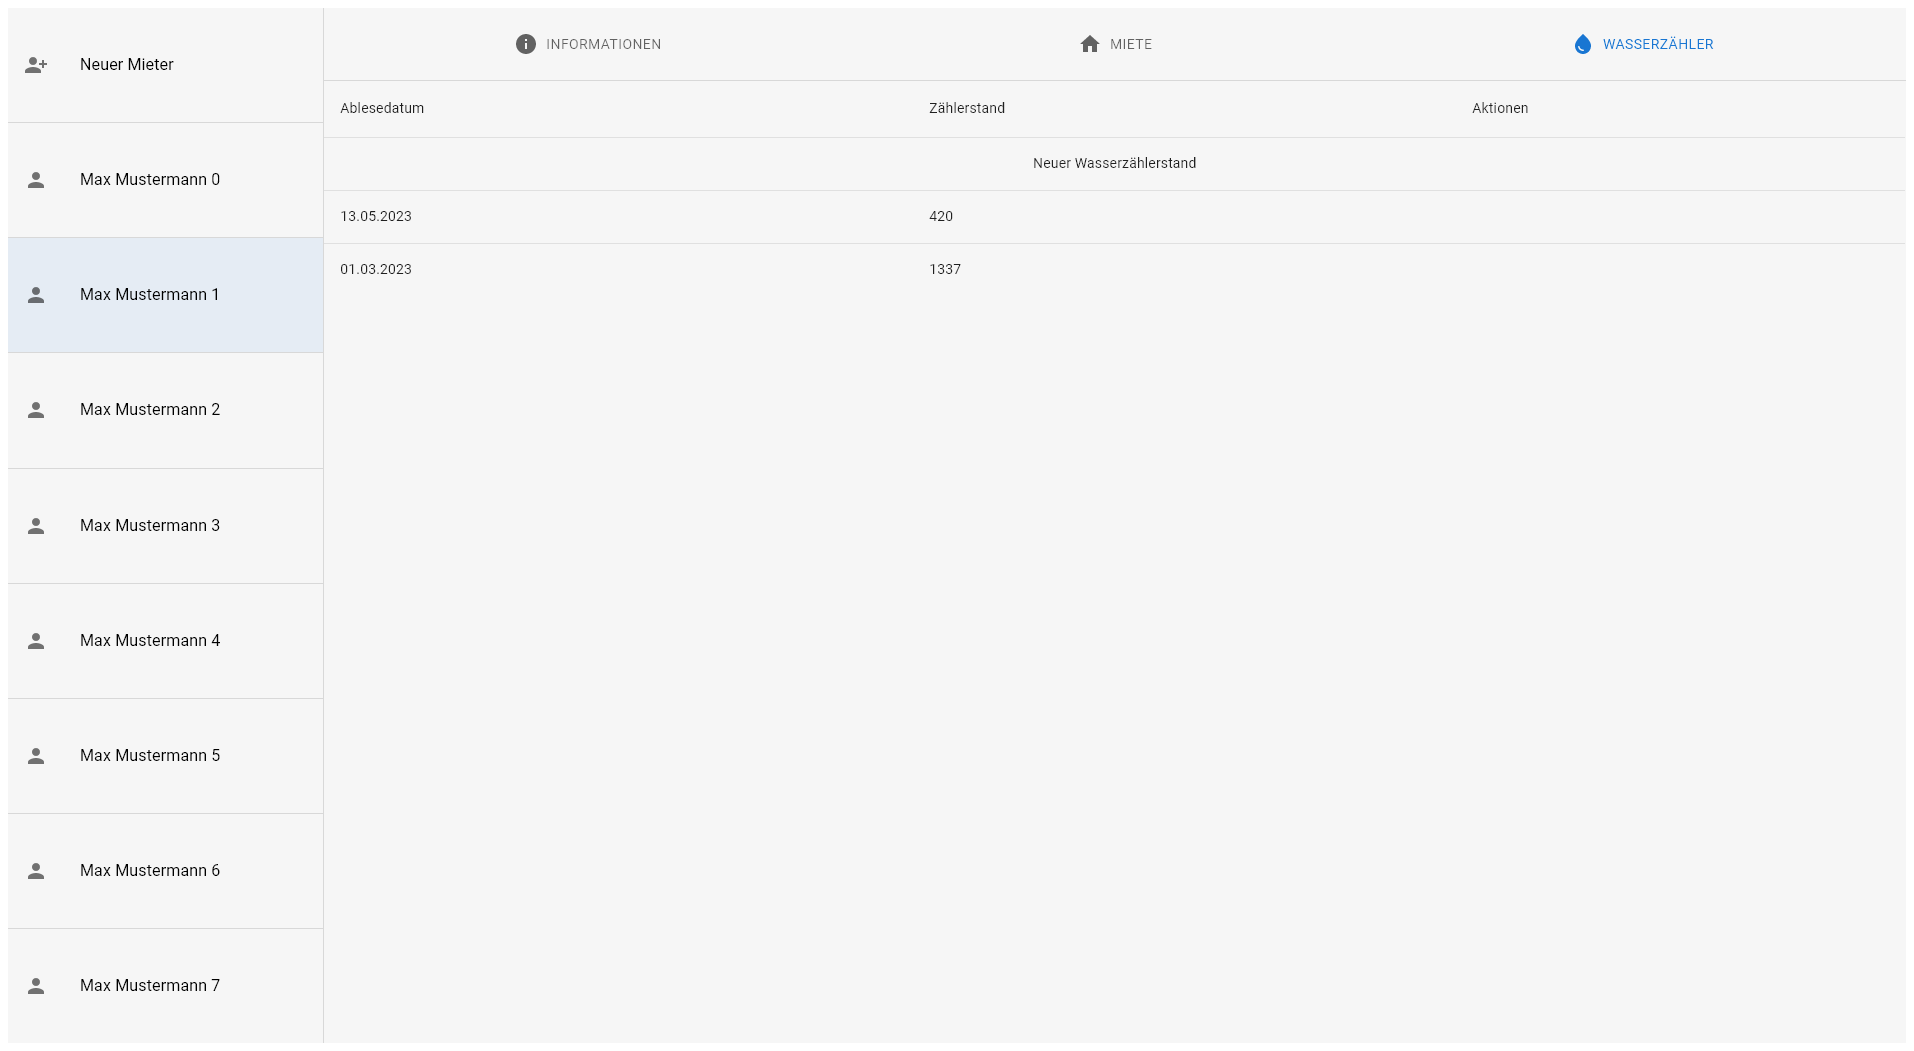 Neuer Mieter
Max Mustermann 0
Max Mustermann 1
Max Mustermann 2
Max Mustermann 3
Max Mustermann 4
Max Mustermann 5
Max Mustermann 6
Max Mustermann 7
INFORMATIONEN MIETE WASSERZÄHLER
Ablesedatum Zählerstand Aktionen
Neuer Wasserzählerstand
13.05.2023 420
01.03.2023 1337